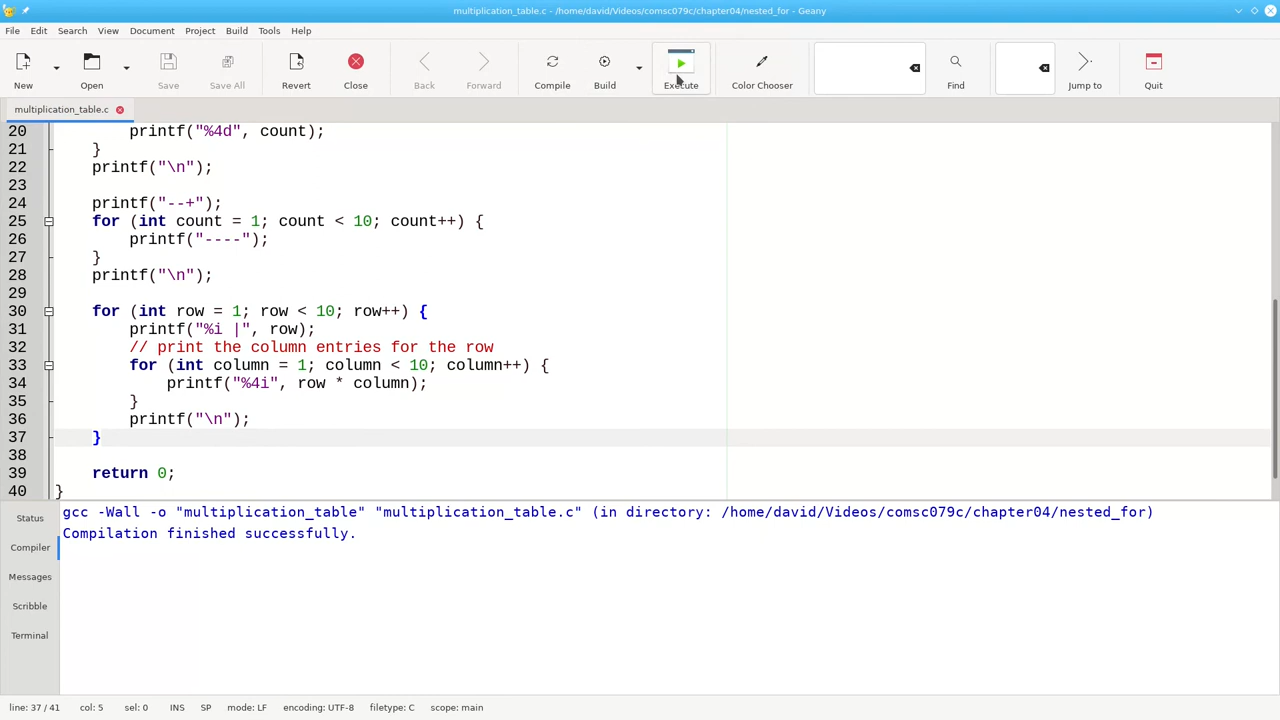 multiplication_table.c - /home/david/Videos/comsc079c/chapter04/nested_for - Geany
File Edit Search View Document Project Build Tools Help
New Open Save Save All Revert Close Back Forward Compile Build Execute Color Chooser Find Jump to Quit
multiplication_table.c
20 printf("%4d", count);
21 }
22 printf("\n");
23
24 printf("--+");
25 for (int count = 1; count < 10; count++) {
26 printf("----");
27 }
28 printf("\n");
29
30 for (int row = 1; row < 10; row++) {
31 printf("%i |", row);
32 // print the column entries for the row
33 for (int column = 1; column < 10; column++) {
34 printf("%4i", row * column);
35 }
36 printf("\n");
37 }
38
39 return 0;
40 }
Status
Compiler
Messages
Scribble
Terminal
gcc -Wall -o "multiplication_table" "multiplication_table.c" (in directory: /home/david/Videos/comsc079c/chapter04/nested_for)
Compilation finished successfully.
line: 37 / 41 col: 5 sel: 0 INS SP mode: LF encoding: UTF-8 filetype: C scope: main